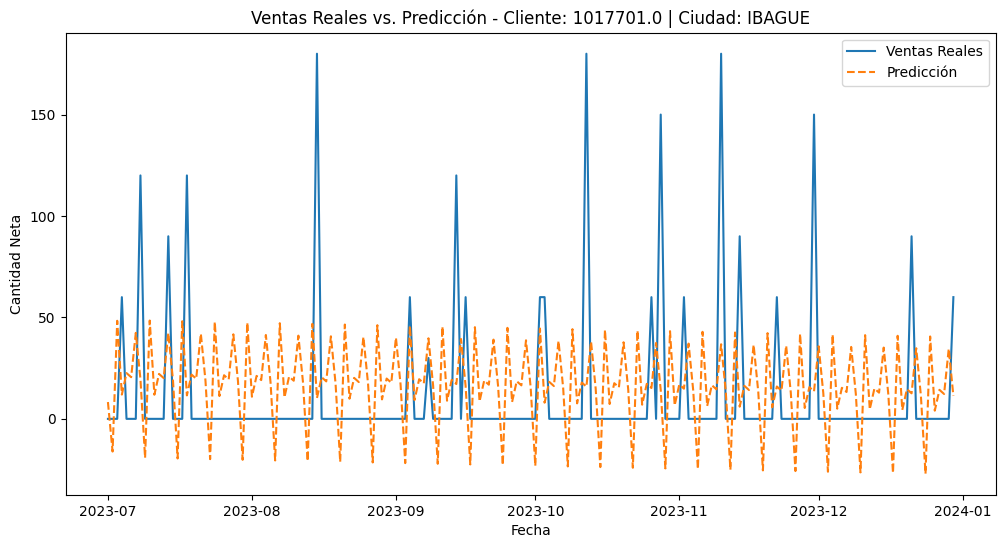 Ventas Reales vs. Predicción - Cliente: 1017701.0 | Ciudad: IBAGUE
Ventas Reales
Predicción
Cantidad Neta
150
100
50
0
2023-07
2023-08
2023-09
2023-10
2023-11
2023-12
2024-01
Fecha